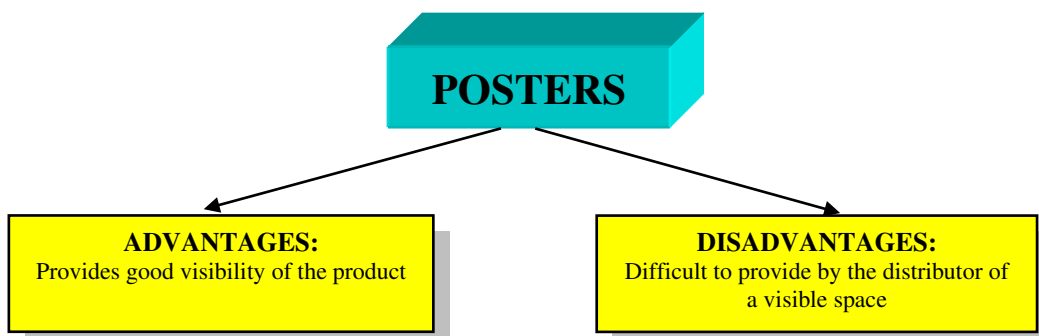 POSTERS
ADVANTAGES:
Provides good visibility of the product
DISADVANTAGES:
Difficult to provide by the distributor of
a visible space